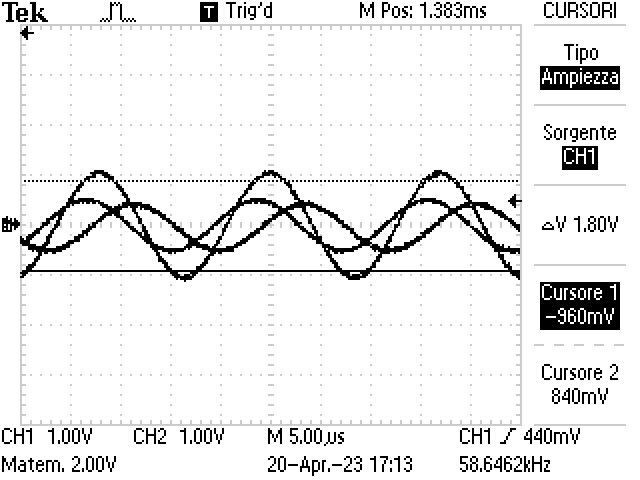 Tek T Trig'd M Pos: 1.383ms CURSORI
Tipo
Ampiezza
Sorgente
CH1
△V 1.80V
Cursore 1
-960mV
Cursore 2
840mV
CH1 1.00V CH2 1.00V M 5.00µs CH1 ∕ 440mV
Matem. 2.00V 20-Apr.-23 17:13 58.6462kHz